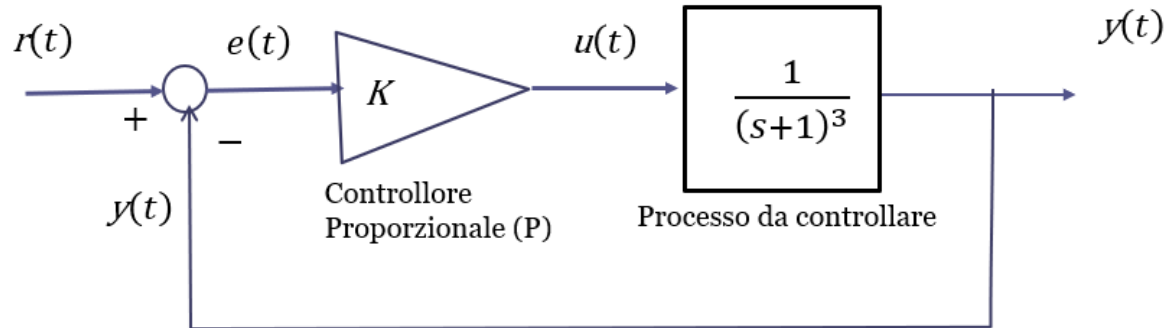 r(t)
e(t)
u(t)
y(t)
K
1
(s+1)³
+
−
y(t)
Controllore
Proporzionale (P)
Processo da controllare